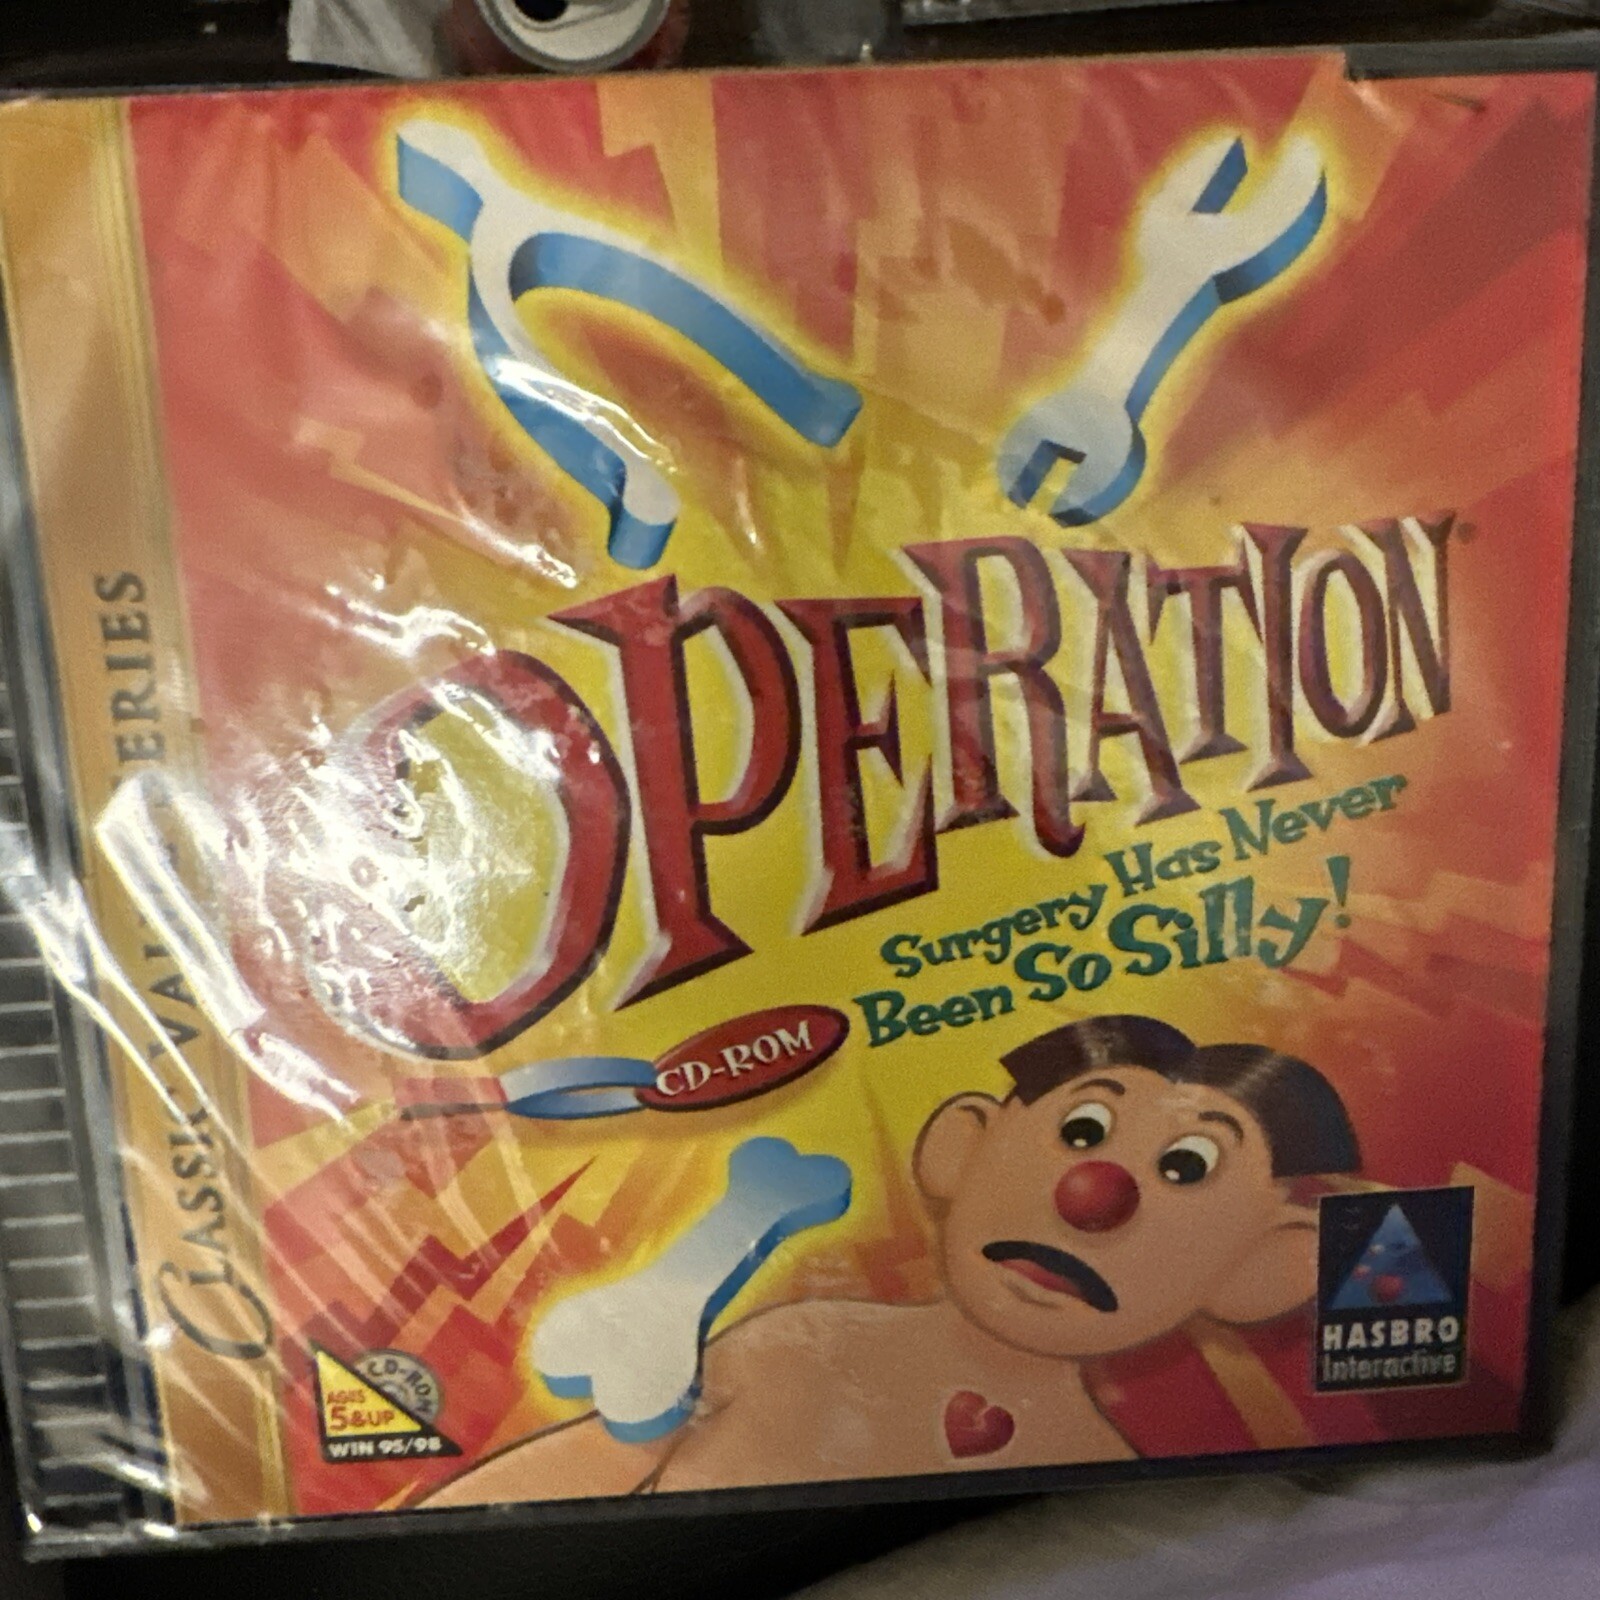 CLASSIC VALUE SERIES
OPERATION
Surgery Has Never
Been So Silly!
CD-ROM
CD-ROM
AGES
5&UP
WIN 95/98
HASBRO
Interactive